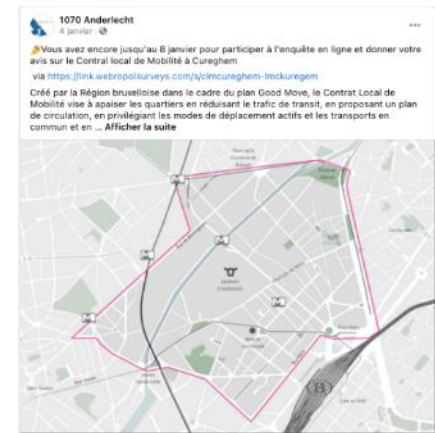 1070 Anderlecht
4 janvier
Vous avez encore jusqu'au 8 janvier pour participer à l'enquête en ligne et donner votre
avis sur le Contral local de Mobilité à Cureghem
via https://link.webropolsurveys.com/s/clmcureghem-lmckuregem
Créé par la Région bruxelloise dans le cadre du plan Good Move, le Contrat Local de
Mobilité vise à apaiser les quartiers en réduisant le trafic de transit, en proposant un plan
de circulation, en privilégiant les modes de déplacement actifs et les transports en
commun et en ... Afficher la suite
M
M
M
M
M
B